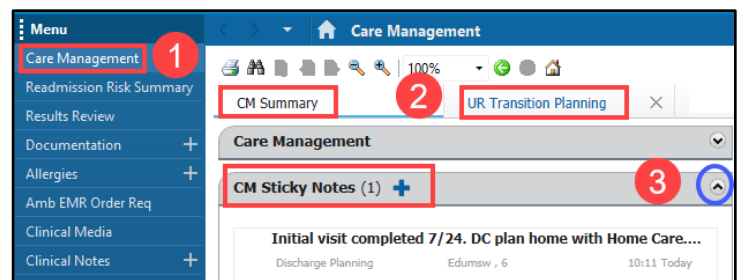 Menu
Care Management
1
Readmission Risk Summary
Results Review
Documentation +
Allergies +
Amb EMR Order Req
Clinical Media
Clinical Notes +
Care Management
100%
CM Summary
2
UR Transition Planning ×
Care Management
CM Sticky Notes (1) +
3
Initial visit completed 7/24. DC plan home with Home Care....
Discharge Planning Edumsw , 6 10:11 Today